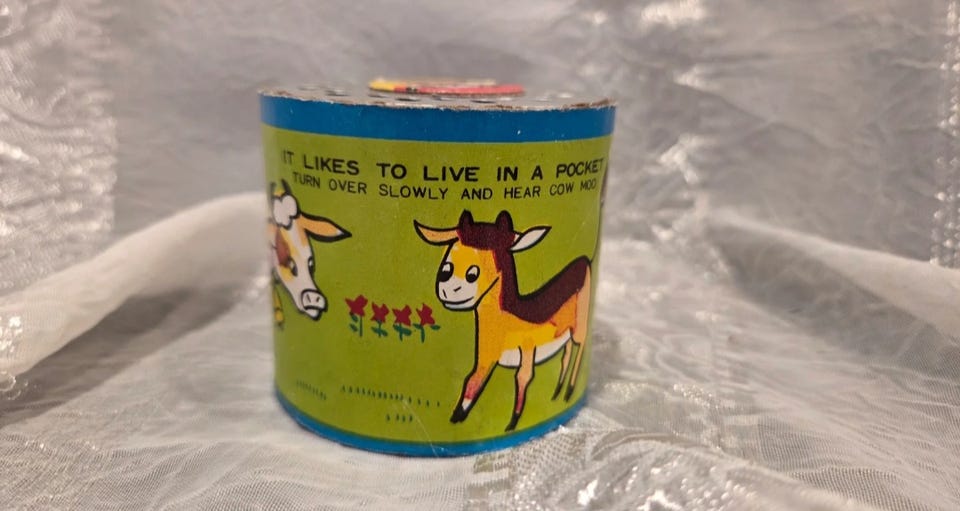 IT LIKES TO LIVE IN A POCKET
TURN OVER SLOWLY AND HEAR COW MOO